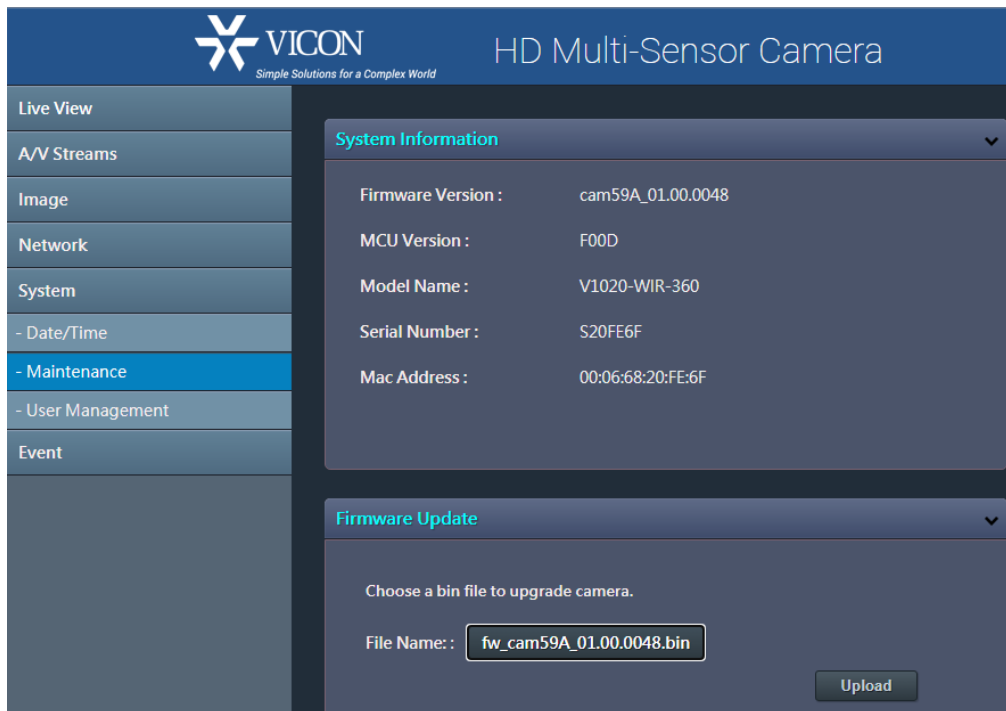 VICON
Simple Solutions for a Complex World
HD Multi-Sensor Camera
Live View
A/V Streams
Image
Network
System
- Date/Time
- Maintenance
- User Management
Event
System Information
Firmware Version : cam59A_01.00.0048
MCU Version : F00D
Model Name : V1020-WIR-360
Serial Number : S20FE6F
Mac Address : 00:06:68:20:FE:6F
Firmware Update
Choose a bin file to upgrade camera.
File Name: : fw_cam59A_01.00.0048.bin
Upload